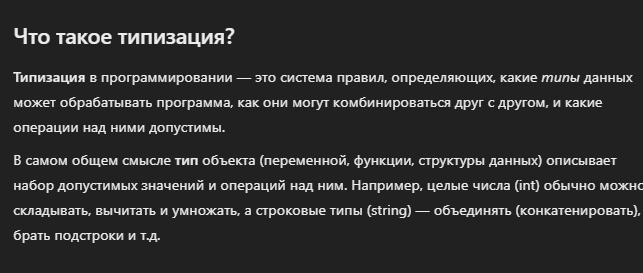 Что такое типизация?
Типизация в программировании — это система правил, определяющих, какие типы данных
может обрабатывать программа, как они могут комбинироваться друг с другом, и какие
операции над ними допустимы.
В самом общем смысле тип объекта (переменной, функции, структуры данных) описывает
набор допустимых значений и операций над ним. Например, целые числа (int) обычно можно
складывать, вычитать и умножать, а строковые типы (string) — объединять (конкатенировать),
брать подстроки и т.д.